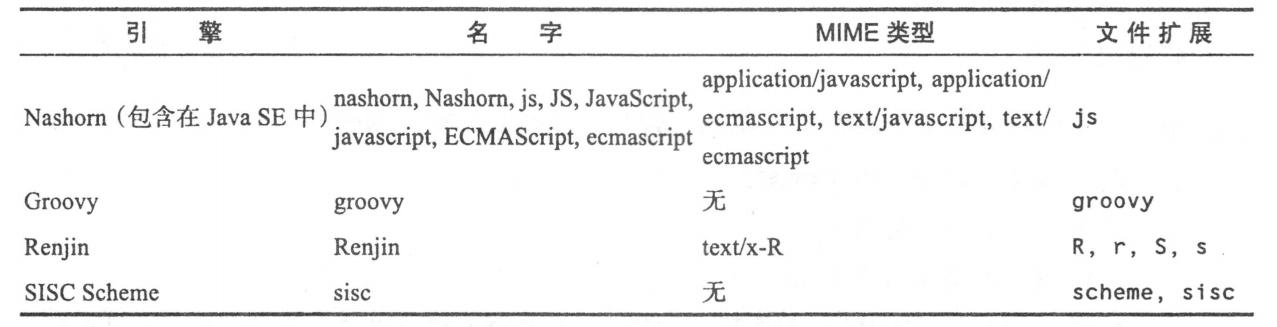 引 擎 名 字 MIME 类型 文件扩展
Nashorn（包含在 Java SE 中） nashorn, Nashorn, js, JS, JavaScript, javascript, ECMAScript, ecmascript application/javascript, application/ecmascript, text/javascript, text/ecmascript js
Groovy groovy 无 groovy
Renjin Renjin text/x-R R, r, S, s
SISC Scheme sisc 无 scheme, sisc